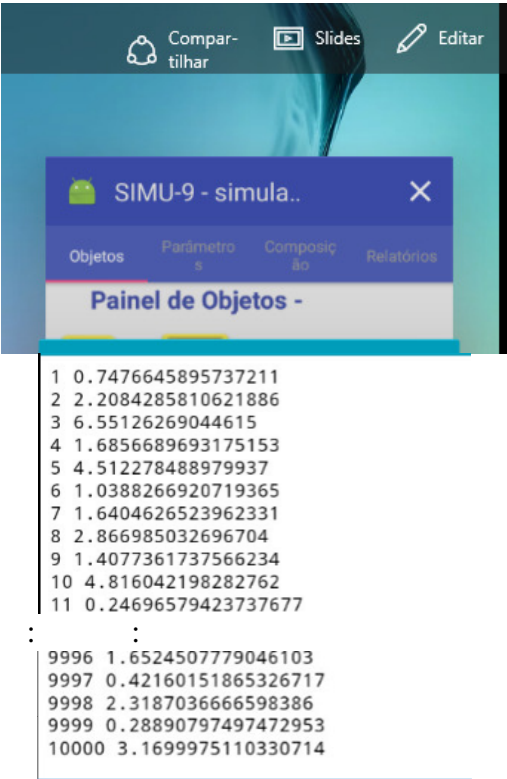 Compar-
tilhar
Slides
Editar
SIMU-9 - simula..
Objetos
Parâmetro
s
Composiç
ão
Relatórios
Painel de Objetos -
1 0.7476645895737211
2 2.2084285810621886
3 6.55126269044615
4 1.6856689693175153
5 4.512278488979937
6 1.0388266920719365
7 1.6404626523962331
8 2.866985032696704
9 1.4077361737566234
10 4.816042198282762
11 0.24696579423737677
: :
9996 1.6524507779046103
9997 0.42160151865326717
9998 2.3187036666598386
9999 0.28890797497472953
10000 3.1699975110330714